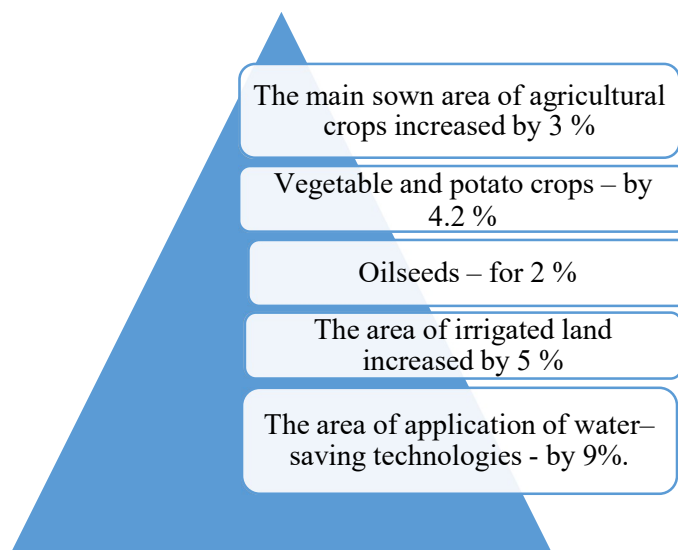 The main sown area of agricultural
crops increased by 3 %
Vegetable and potato crops – by
4.2 %
Oilseeds – for 2 %
The area of irrigated land
increased by 5 %
The area of application of water–
saving technologies - by 9%.